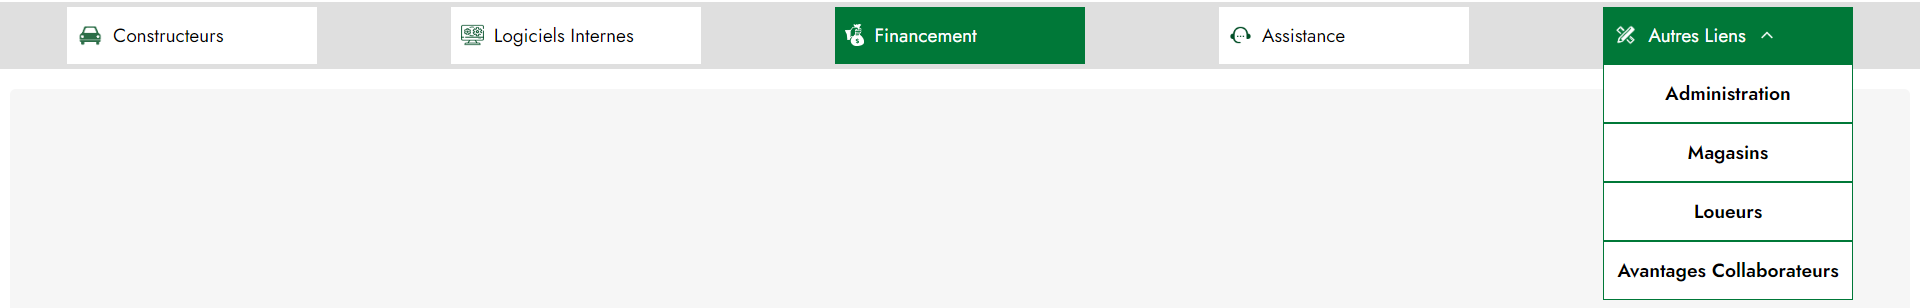 Constructeurs
Logiciels Internes
Financement
Assistance
Autres Liens
Administration
Magasins
Loueurs
Avantages Collaborateurs